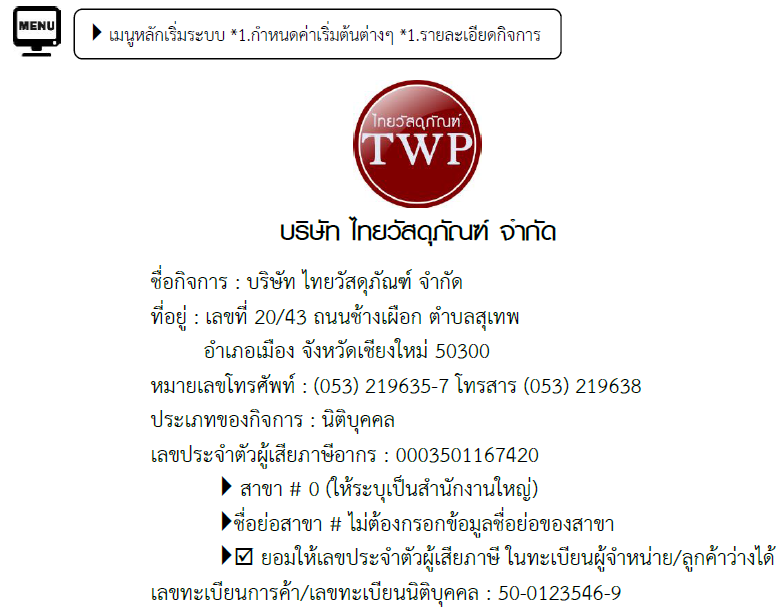 MENU
เมนูหลักเริ่มระบบ *1.กำหนดค่าเริ่มต้นต่างๆ *1.รายละเอียดกิจการ
ไทยวัสดุภัณฑ์
TWP
บริษัท ไทยวัสดุภัณฑ์ จำกัด
ชื่อกิจการ : บริษัท ไทยวัสดุภัณฑ์ จำกัด
ที่อยู่ : เลขที่ 20/43 ถนนช้างเผือก ตำบลสุเทพ
อำเภอเมือง จังหวัดเชียงใหม่ 50300
หมายเลขโทรศัพท์ : (053) 219635-7 โทรสาร (053) 219638
ประเภทของกิจการ : นิติบุคคล
เลขประจำตัวผู้เสียภาษีอากร : 0003501167420
สาขา # 0 (ให้ระบุเป็นสำนักงานใหญ่)
ชื่อย่อสาขา # ไม่ต้องกรอกข้อมูลชื่อย่อของสาขา
☑ ยอมให้เลขประจำตัวผู้เสียภาษี ในทะเบียนผู้จำหน่าย/ลูกค้าว่างได้
เลขทะเบียนการค้า/เลขทะเบียนนิติบุคคล : 50-0123546-9